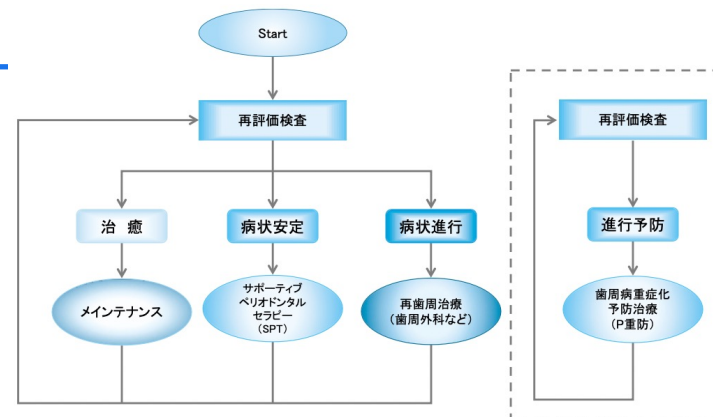 Start
再評価検査
治癒
病状安定
病状進行
メインテナンス
サポーティブ
ペリオドンタル
セラピー
(SPT)
再歯周治療
(歯周外科など)
再評価検査
進行予防
歯周病重症化
予防治療
(P重防)